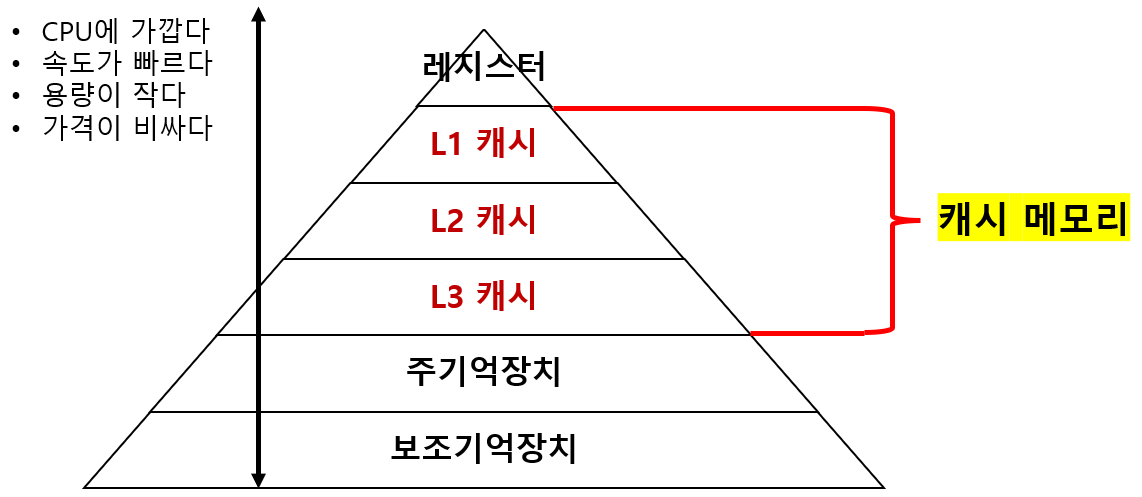 • CPU에 가깝다
• 속도가 빠르다
• 용량이 작다
• 가격이 비싸다
레지스터
L1 캐시
L2 캐시
L3 캐시
주기억장치
보조기억장치
캐시 메모리